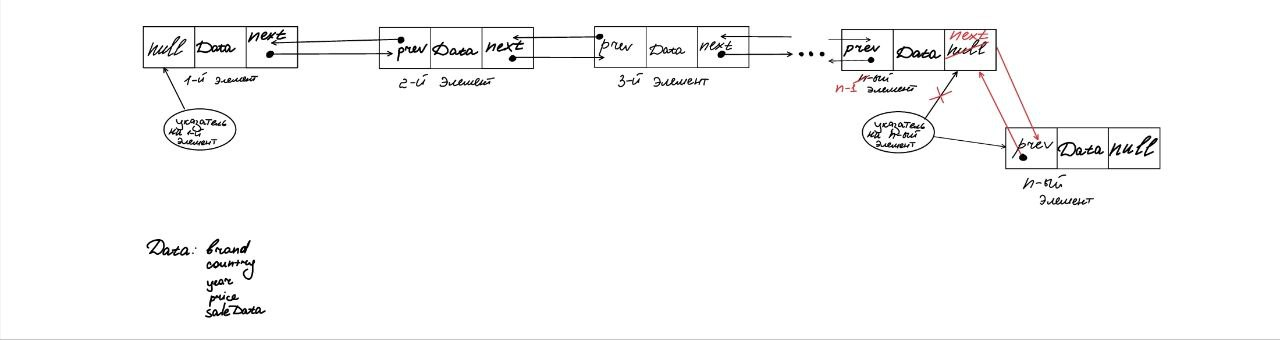 null Data next
prev Data next
prev Data next
prev Data null
next
1-й элемент
2-й элемент
3-й элемент
n-ый
n-1
элемент
указатель
на 1-й
элемент
указатель
на n-ый
элемент
prev Data null
n-ый
элемент
Data: brand
country
year
price
saleData